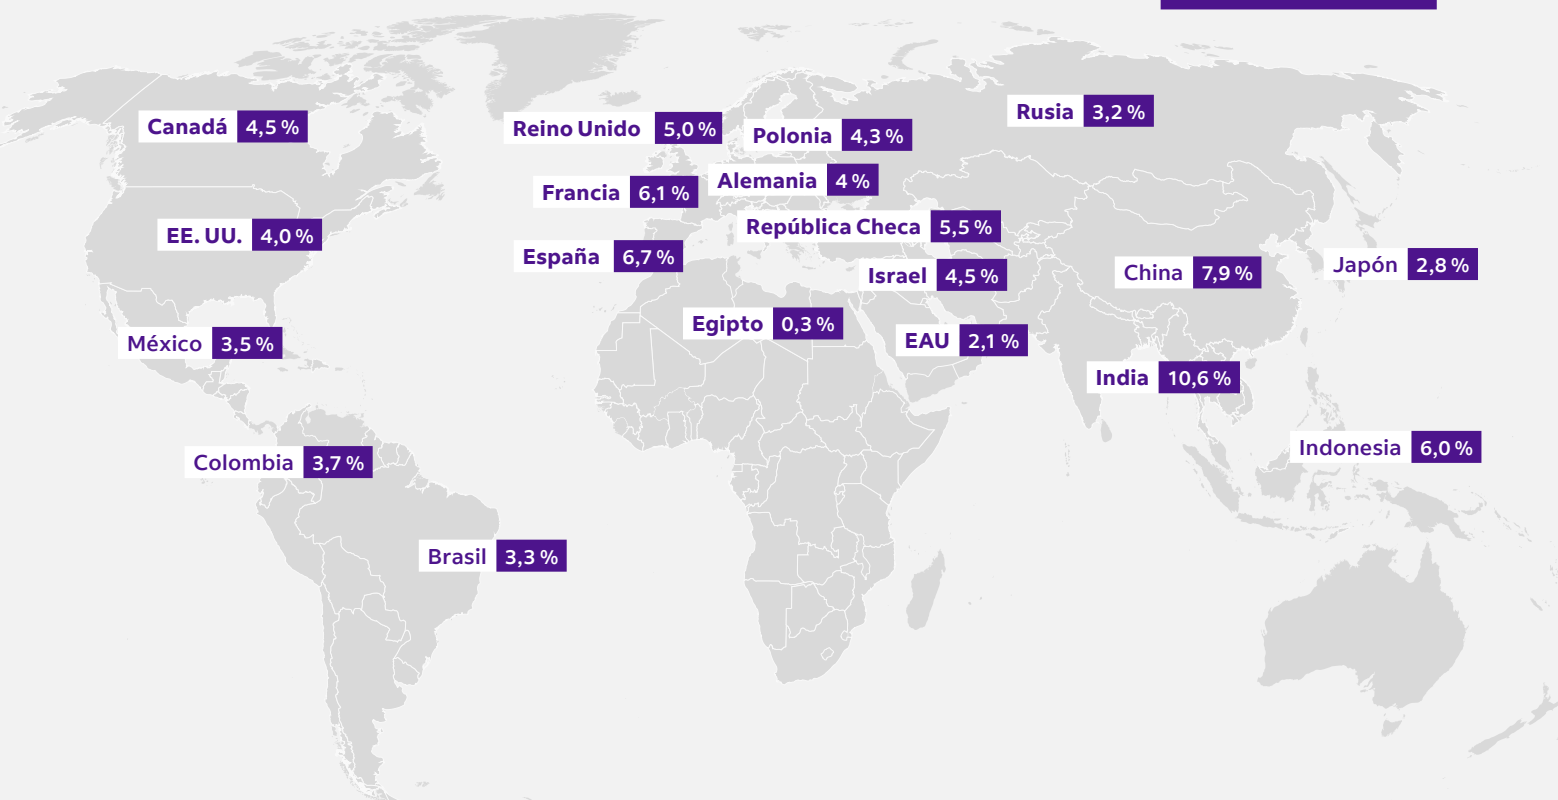 Canadá 4,5 %
Reino Unido 5,0 %
Polonia 4,3 %
Rusia 3,2 %
Francia 6,1 %
Alemania 4 %
EE. UU. 4,0 %
República Checa 5,5 %
España 6,7 %
Israel 4,5 %
China 7,9 %
Japón 2,8 %
México 3,5 %
Egipto 0,3 %
EAU 2,1 %
India 10,6 %
Colombia 3,7 %
Indonesia 6,0 %
Brasil 3,3 %